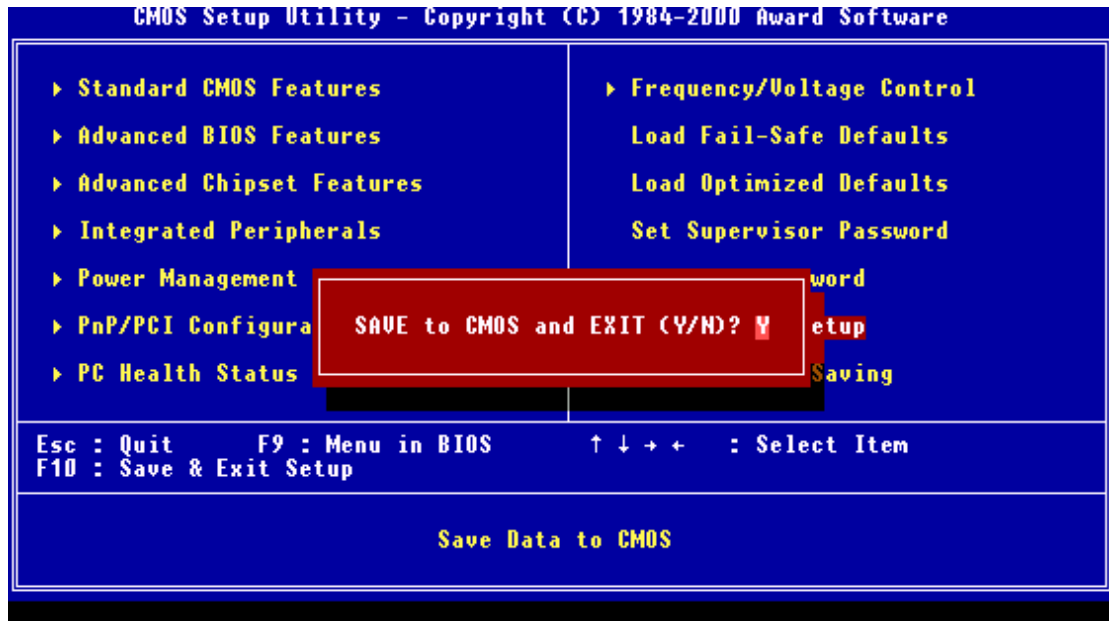 CMOS Setup Utility - Copyright (C) 1984-2000 Award Software
Standard CMOS Features
Advanced BIOS Features
Advanced Chipset Features
Integrated Peripherals
Power Management
PnP/PCI Configura
PC Health Status
Frequency/Voltage Control
Load Fail-Safe Defaults
Load Optimized Defaults
Set Supervisor Password
word
etup
Saving
SAVE to CMOS and EXIT (Y/N)? Y
Esc : Quit F9 : Menu in BIOS ↑ ↓ → ← : Select Item
F10 : Save & Exit Setup
Save Data to CMOS